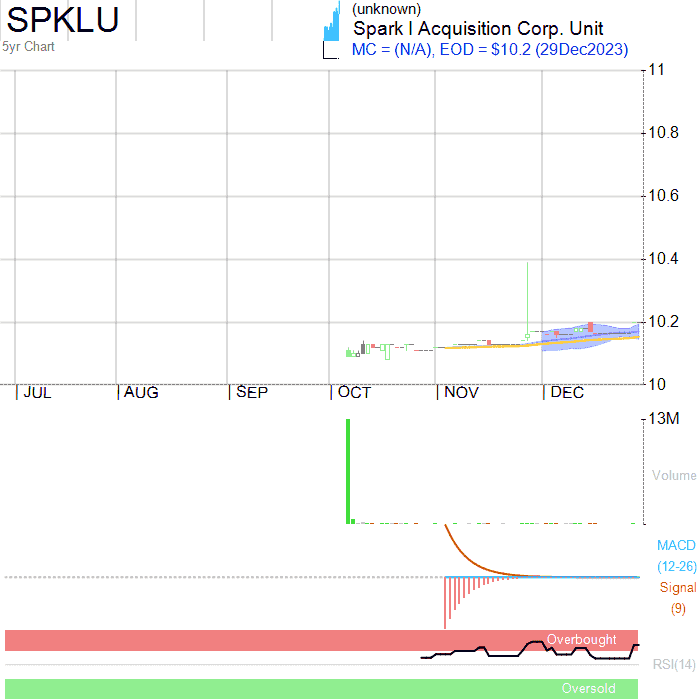 SPKLU
5yr Chart
(unknown)
Spark I Acquisition Corp. Unit
MC = (N/A), EOD = $10.2 (29Dec2023)
11
10.8
10.6
10.4
10.2
10
JUL AUG SEP OCT NOV DEC
13M
Volume
MACD
(12-26)
Signal
(9)
Overbought
RSI(14)
Oversold